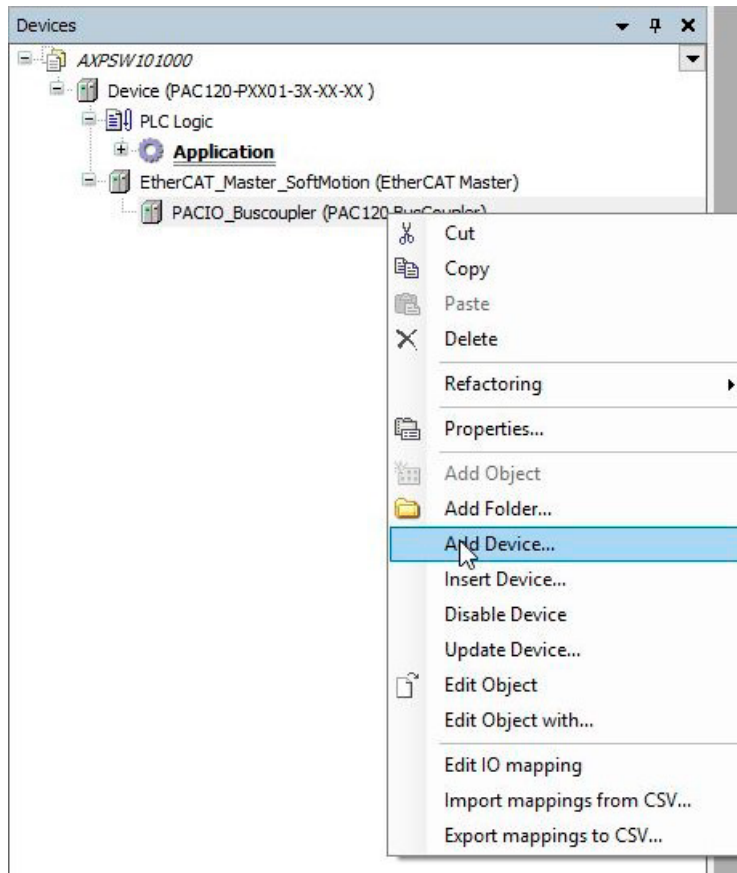 Devices
AXPSW101000
Device (PAC120-PXX01-3X-XX-XX )
PLC Logic
Application
EtherCAT_Master_SoftMotion (EtherCAT Master)
PACIO_Buscoupler (PAC120 BusCoupler)
Cut
Copy
Paste
Delete
Refactoring
Properties...
Add Object
Add Folder...
Add Device...
Insert Device...
Disable Device
Update Device...
Edit Object
Edit Object with...
Edit IO mapping
Import mappings from CSV...
Export mappings to CSV...